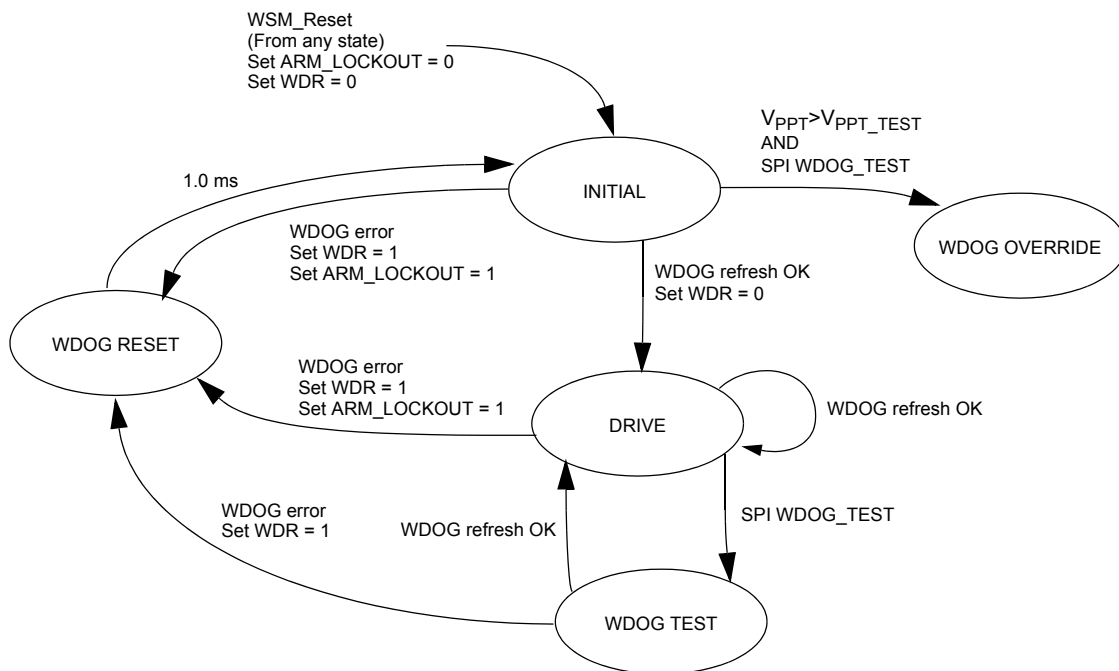 WSM_Reset
(From any state)
Set ARM_LOCKOUT = 0
Set WDR = 0
VPPT>VPPT_TEST
AND
SPI WDOG_TEST
1.0 ms
INITIAL
WDOG OVERRIDE
WDOG error
Set WDR = 1
Set ARM_LOCKOUT = 1
WDOG refresh OK
Set WDR = 0
WDOG RESET
WDOG error
Set WDR = 1
Set ARM_LOCKOUT = 1
DRIVE
WDOG refresh OK
WDOG error
Set WDR = 1
WDOG refresh OK
SPI WDOG_TEST
WDOG TEST